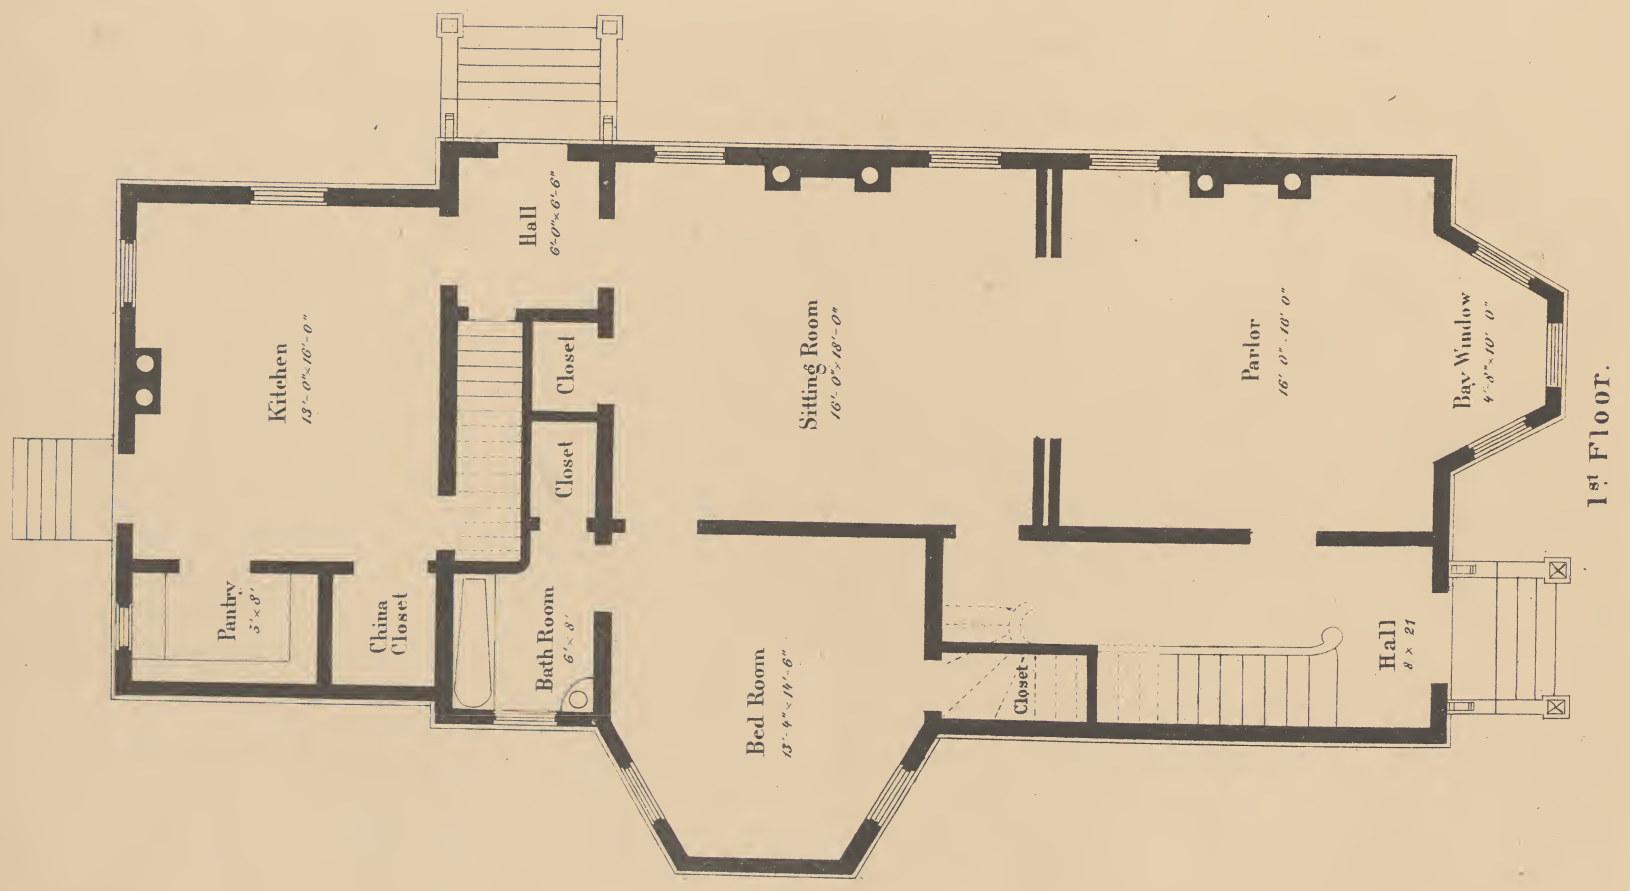 Kitchen
13'-0"×16'-0"
Pantry
5'×8'
China
Closet
Hall
6'-0"×6'-6"
Closet
Closet
Bath Room
6'×8'
Sitting Room
16'-0"×18'-0"
Bed Room
13'-4"×14'-6"
Closet
Parlor
16' 0"-18' 0"
Hall
8 × 21
Bay Window
4'-8"×10' 0"
1st Floor.